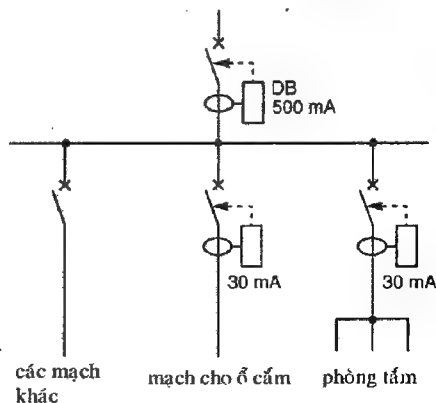 DB
500 mA
30 mA
30 mA
các mạch
khác
mạch cho ổ cắm
phòng tắm